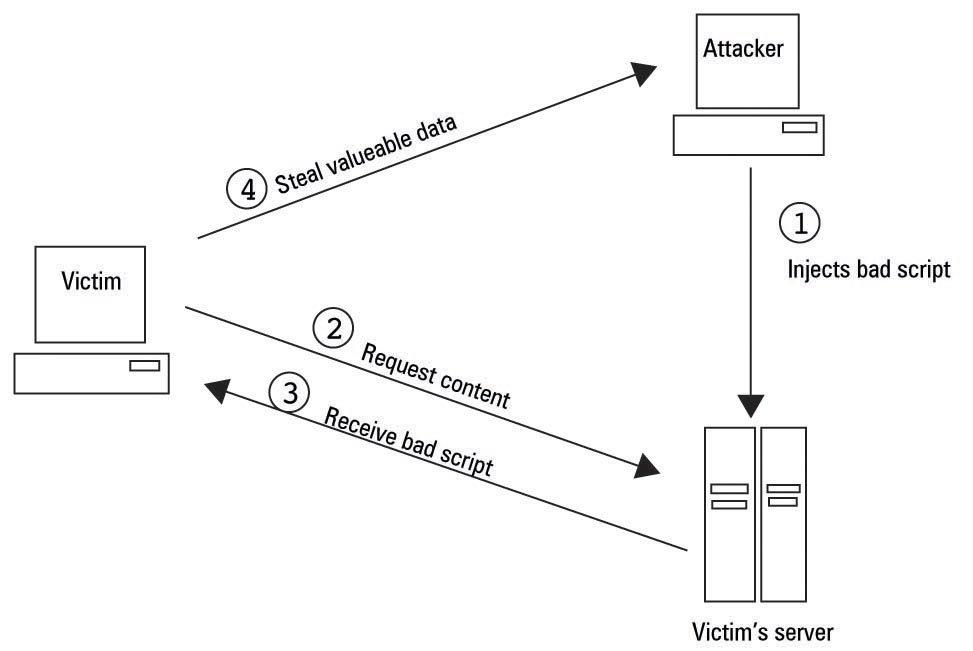 Attacker
4 Steal valueable data
1
Injects bad script
Victim
2 Request content
3 Receive bad script
Victim's server